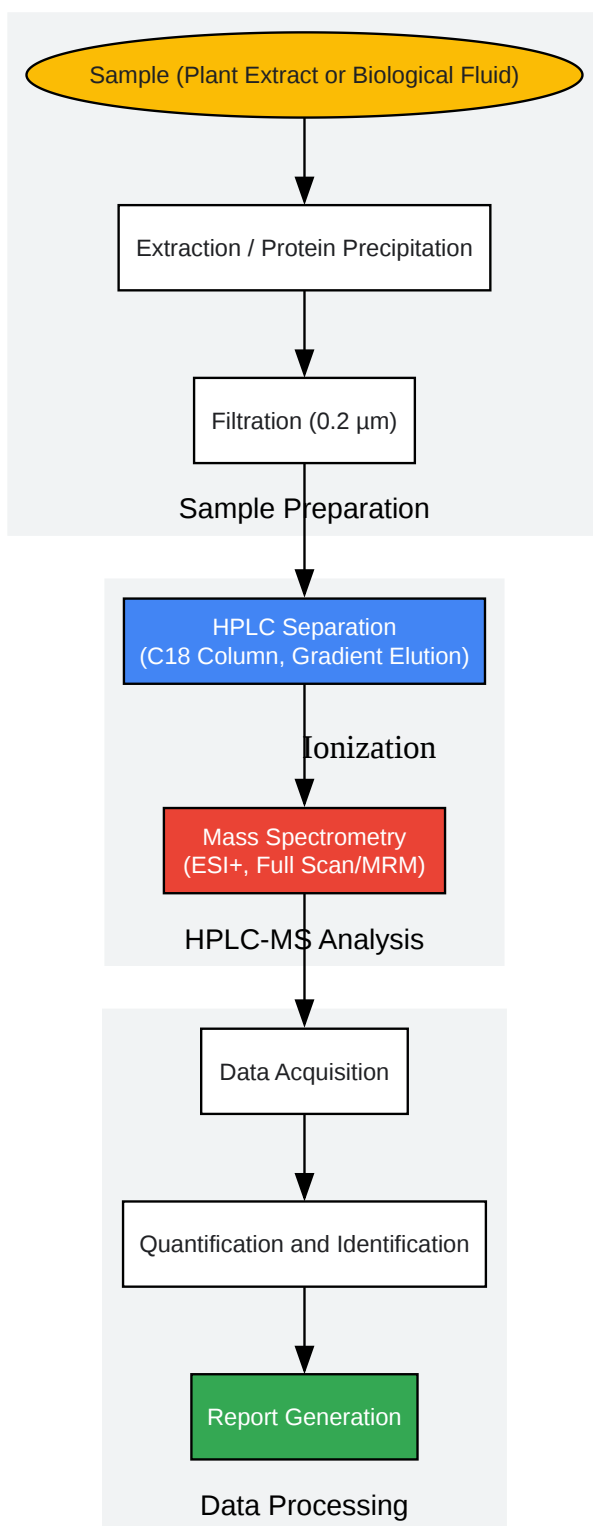 Sample (Plant Extract or Biological Fluid)
Extraction / Protein Precipitation
Filtration (0.2 µm)
Sample Preparation
HPLC Separation
(C18 Column, Gradient Elution)
Ionization
Mass Spectrometry
(ESI+, Full Scan/MRM)
HPLC-MS Analysis
Data Acquisition
Quantification and Identification
Report Generation
Data Processing